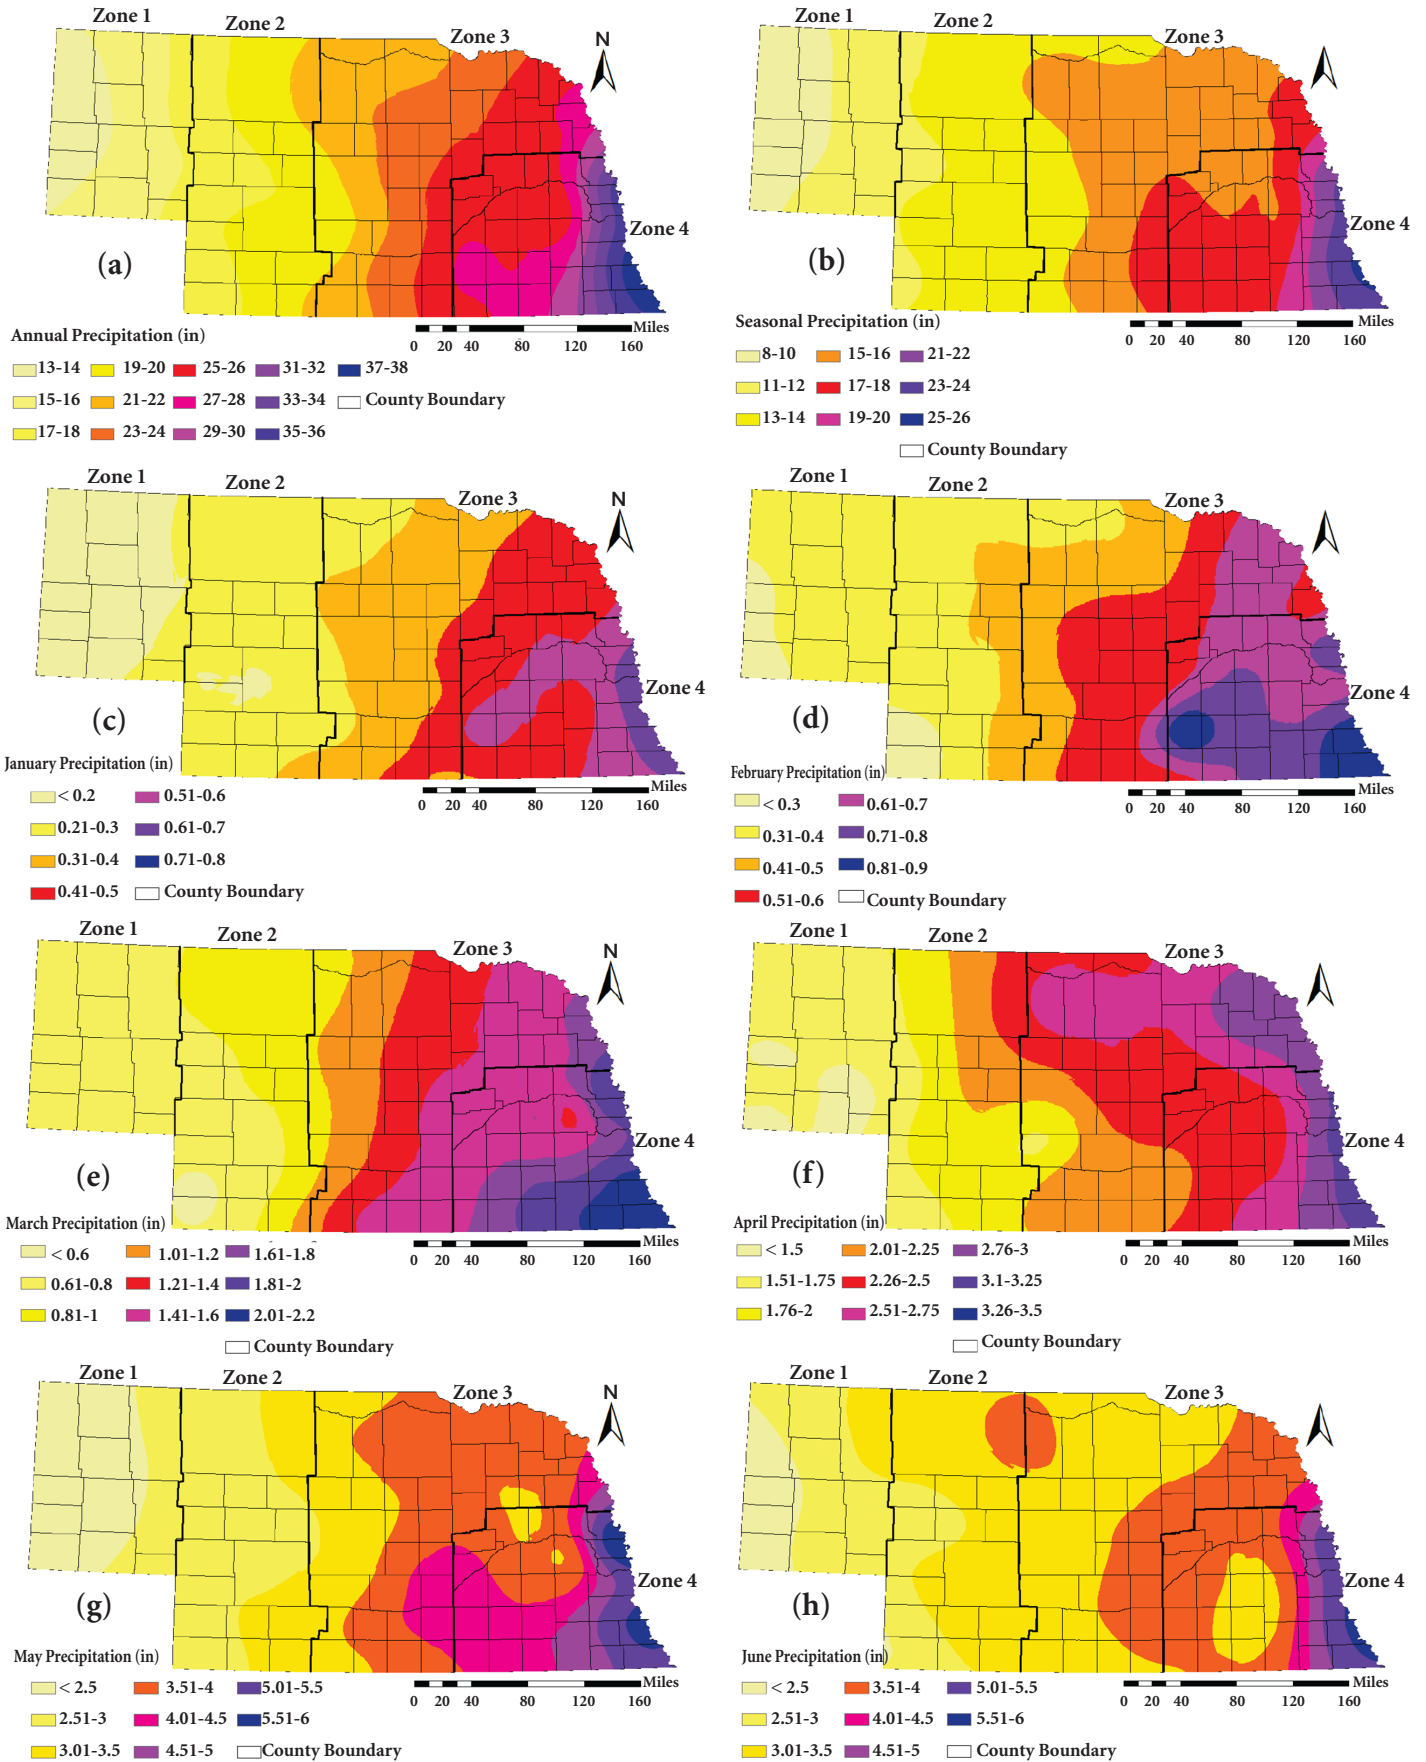 Zone 1
Zone 2
Zone 3
N
Zone 4
(a)
Annual Precipitation (in)
Miles
0 20 40 80 120 160
13-14 19-20 25-26 31-32 37-38
15-16 21-22 27-28 33-34 County Boundary
17-18 23-24 29-30 35-36
Zone 1
Zone 2
Zone 3
Zone 4
(b)
Seasonal Precipitation (in)
Miles
0 20 40 80 120 160
8-10 15-16 21-22
11-12 17-18 23-24
13-14 19-20 25-26
County Boundary
Zone 1
Zone 2
Zone 3
N
Zone 4
(c)
January Precipitation (in)
Miles
0 20 40 80 120 160
< 0.2 0.51-0.6
0.21-0.3 0.61-0.7
0.31-0.4 0.71-0.8
0.41-0.5 County Boundary
Zone 1
Zone 2
Zone 3
Zone 4
(d)
February Precipitation (in)
Miles
0 20 40 80 120 160
< 0.3 0.61-0.7
0.31-0.4 0.71-0.8
0.41-0.5 0.81-0.9
0.51-0.6 County Boundary
Zone 1
Zone 2
Zone 3
N
Zone 4
(e)
March Precipitation (in)
Miles
0 20 40 80 120 160
< 0.6 1.01-1.2 1.61-1.8
0.61-0.8 1.21-1.4 1.81-2
0.81-1 1.41-1.6 2.01-2.2
County Boundary
Zone 1
Zone 2
Zone 3
Zone 4
(f)
April Precipitation (in)
Miles
0 20 40 80 120 160
< 1.5 2.01-2.25 2.76-3
1.51-1.75 2.26-2.5 3.1-3.25
1.76-2 2.51-2.75 3.26-3.5
County Boundary
Zone 1
Zone 2
Zone 3
N
Zone 4
(g)
May Precipitation (in)
Miles
0 20 40 80 120 160
< 2.5 3.51-4 5.01-5.5
2.51-3 4.01-4.5 5.51-6
3.01-3.5 4.51-5 County Boundary
Zone 1
Zone 2
Zone 3
Zone 4
(h)
June Precipitation (in)
Miles
0 20 40 80 120 160
< 2.5 3.51-4 5.01-5.5
2.51-3 4.01-4.5 5.51-6
3.01-3.5 4.51-5 County Boundary